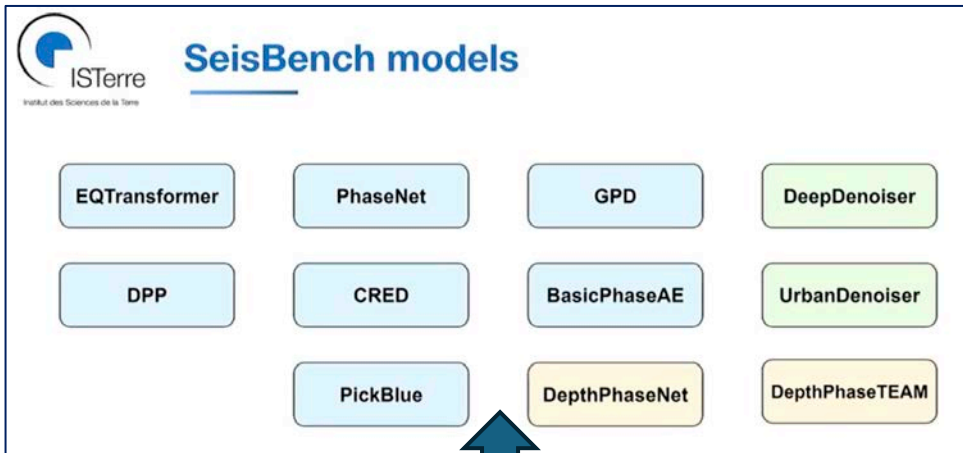 ISTerre
Institut des Sciences de la Terre
SeisBench models
EQTransformer
PhaseNet
GPD
DeepDenoiser
DPP
CRED
BasicPhaseAE
UrbanDenoiser
PickBlue
DepthPhaseNet
DepthPhaseTEAM